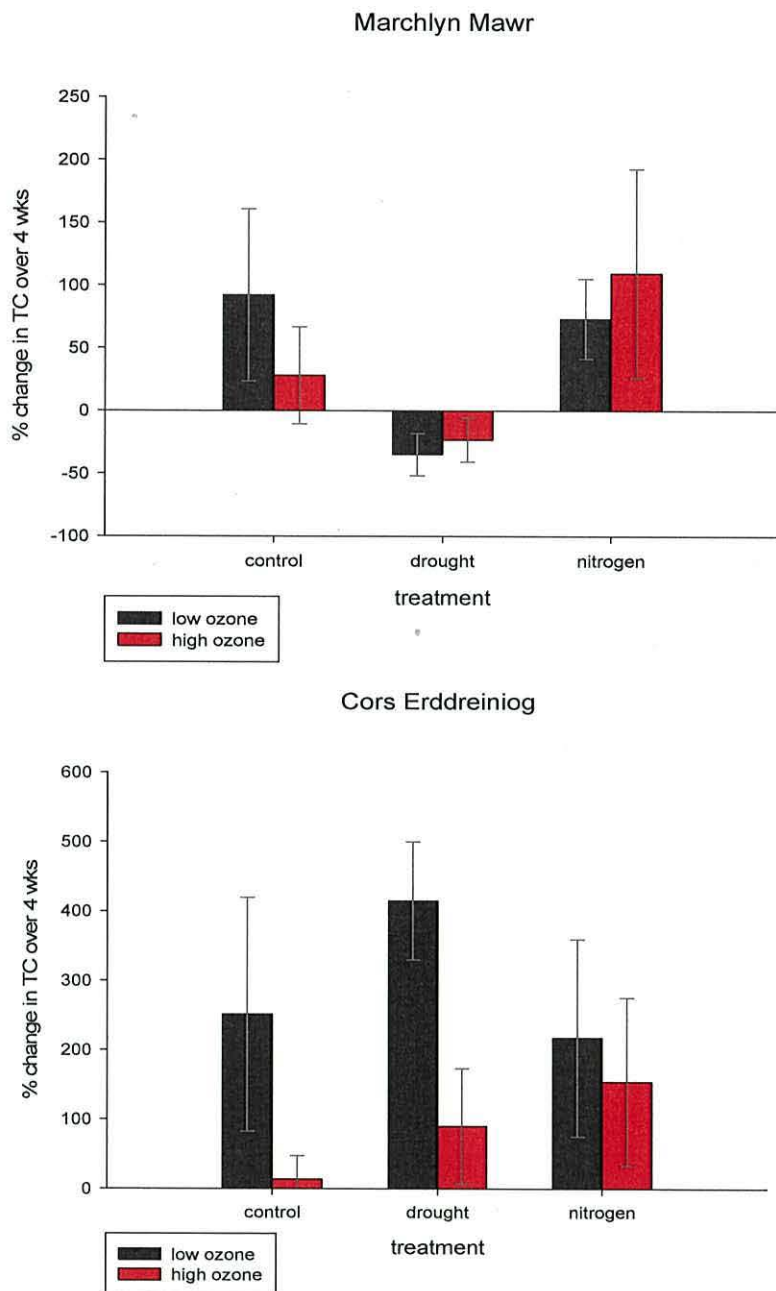 Marchlyn Mawr
250
200
150
100
50
0
-50
-100
% change in TC over 4 wks
control drought nitrogen
treatment
low ozone
high ozone
Cors Erddreiniog
600
500
400
300
200
100
0
% change in TC over 4 wks
control drought nitrogen
treatment
low ozone
high ozone